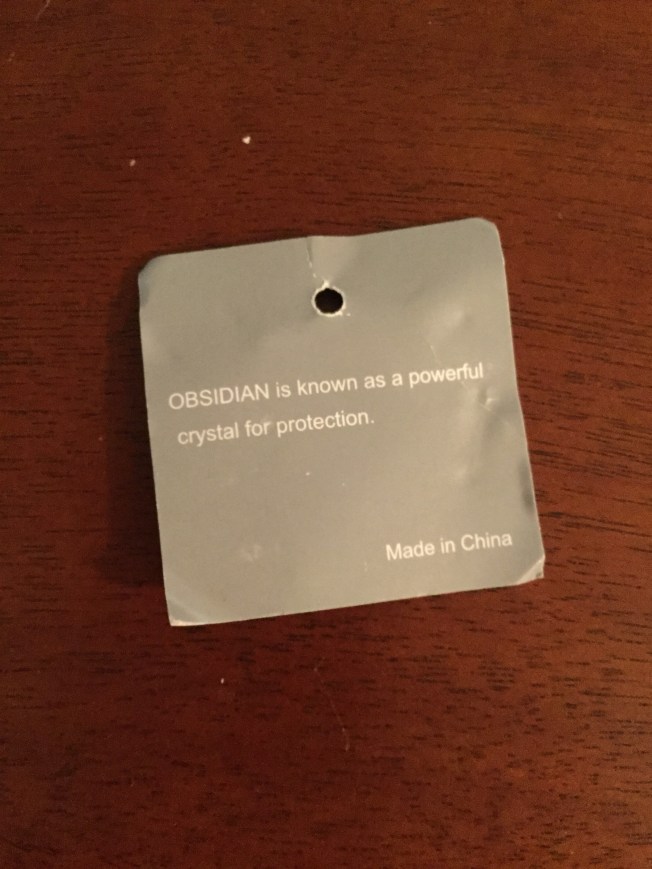 OBSIDIAN is known as a powerful
crystal for protection.
Made in China